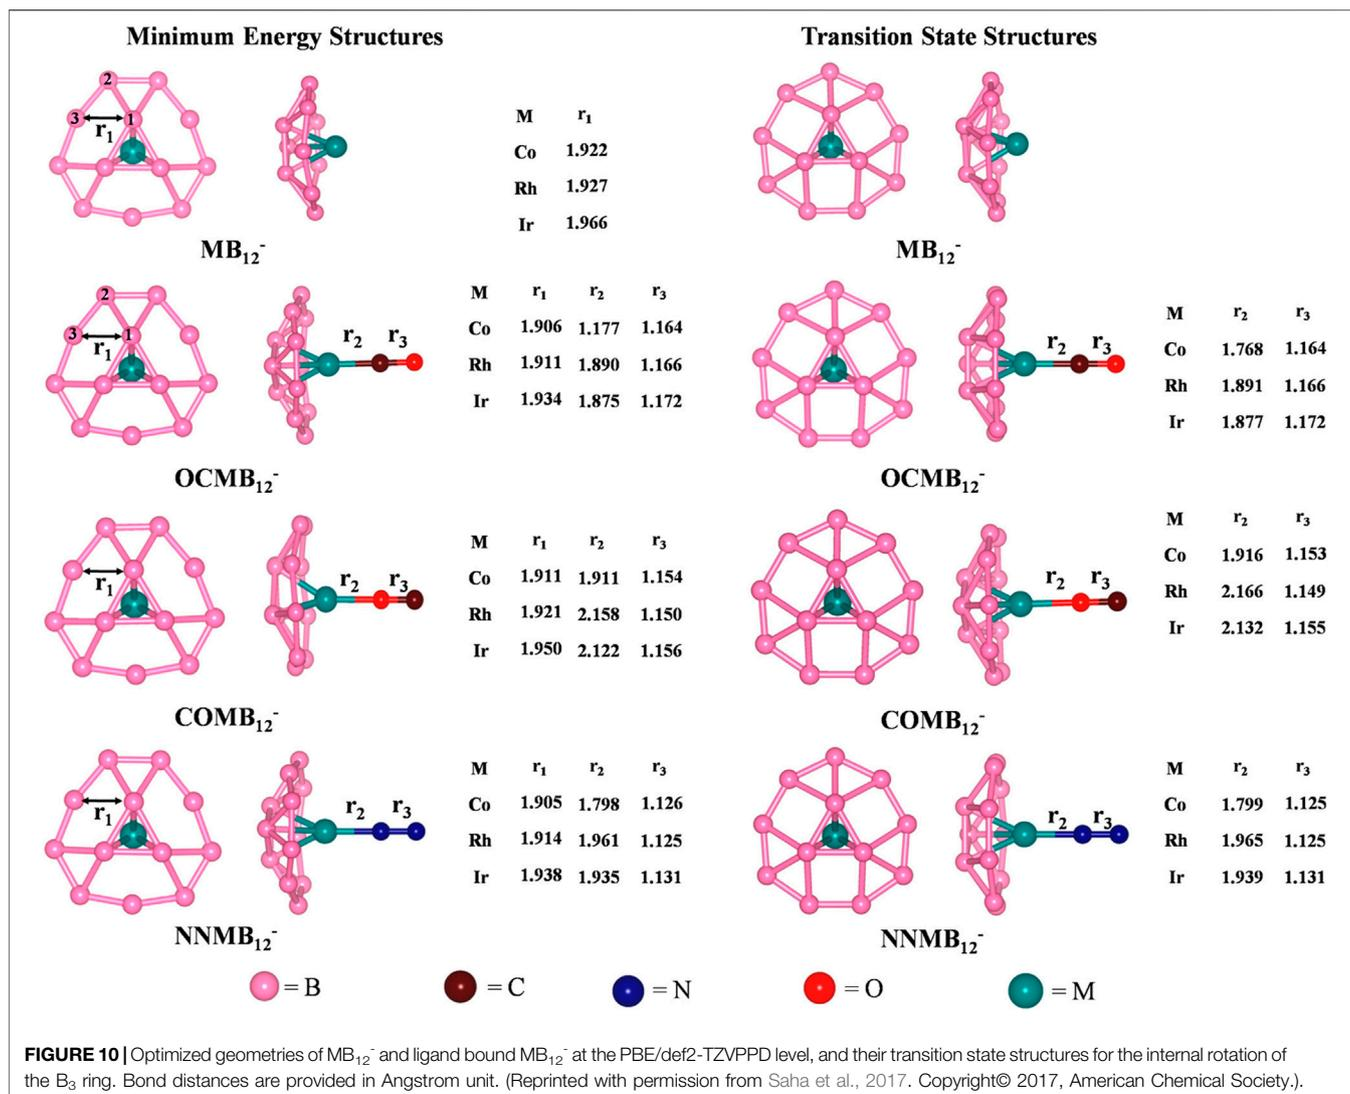 Minimum Energy Structures
Transition State Structures
2
3
1
r₁
M r₁
Co 1.922
Rh 1.927
Ir 1.966
MB₁₂⁻
MB₁₂⁻
2
3
1
r₁
r₂ r₃
M r₁ r₂ r₃
Co 1.906 1.177 1.164
Rh 1.911 1.890 1.166
Ir 1.934 1.875 1.172
r₂ r₃
M r₂ r₃
Co 1.768 1.164
Rh 1.891 1.166
Ir 1.877 1.172
OCMB₁₂⁻
OCMB₁₂⁻
r₁
r₂ r₃
M r₁ r₂ r₃
Co 1.911 1.911 1.154
Rh 1.921 2.158 1.150
Ir 1.950 2.122 1.156
r₂ r₃
M r₂ r₃
Co 1.916 1.153
Rh 2.166 1.149
Ir 2.132 1.155
COMB₁₂⁻
COMB₁₂⁻
r₁
r₂ r₃
M r₁ r₂ r₃
Co 1.905 1.798 1.126
Rh 1.914 1.961 1.125
Ir 1.938 1.935 1.131
r₂ r₃
M r₂ r₃
Co 1.799 1.125
Rh 1.965 1.125
Ir 1.939 1.131
NNMB₁₂⁻
NNMB₁₂⁻
= B = C = N = O = M
FIGURE 10 | Optimized geometries of MB₁₂⁻ and ligand bound MB₁₂⁻ at the PBE/def2-TZVPPD level, and their transition state structures for the internal rotation of
the B₃ ring. Bond distances are provided in Angstrom unit. (Reprinted with permission from Saha et al., 2017. Copyright© 2017, American Chemical Society.).